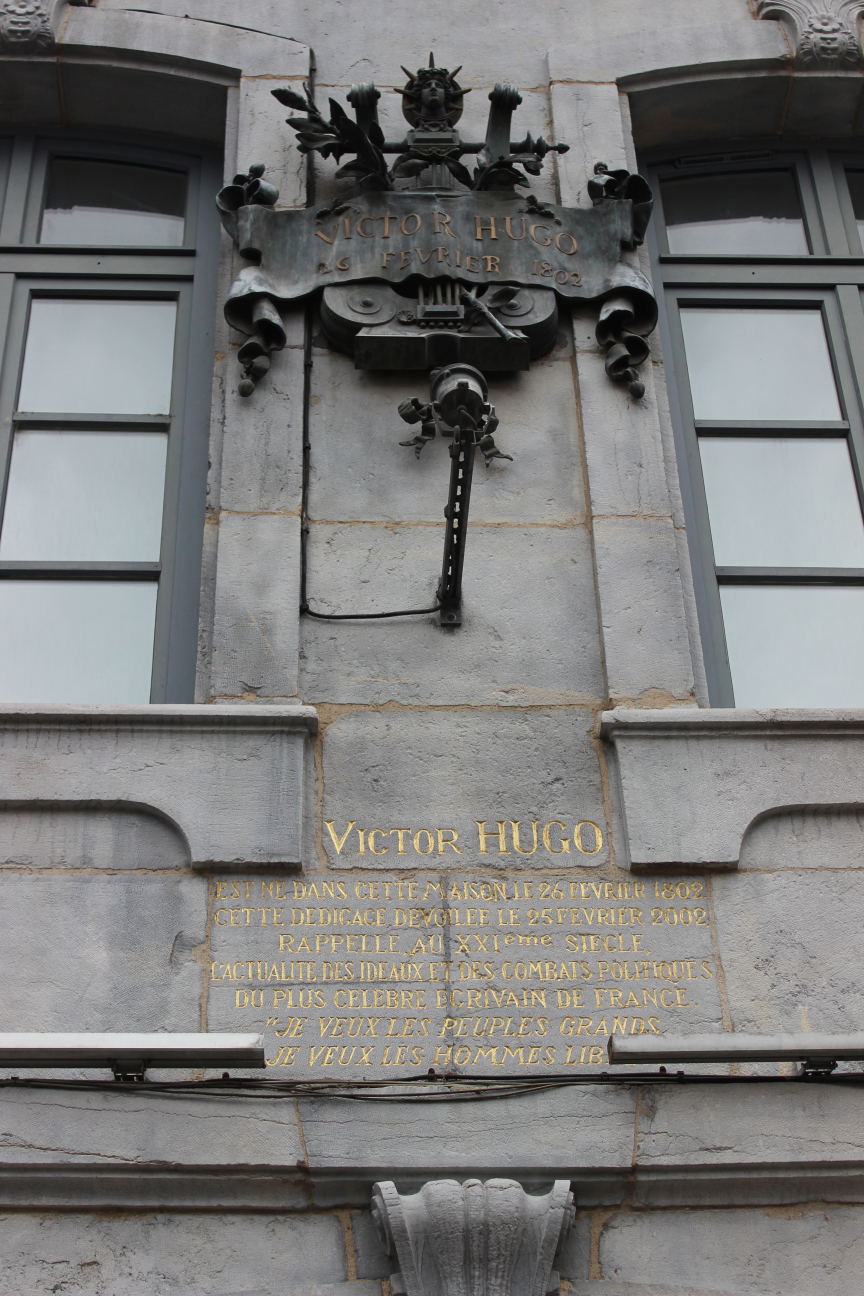 VICTOR HUGO
26 FEVRIER 1802
VICTOR HUGO
EST NE DANS CETTE MAISON LE 26 FEVRIER 1802
CETTE DEDICACE DEVOILEE LE 25 FEVRIER 2002
RAPPELLE AU XXIème SIECLE
L'ACTUALITE DES IDEAUX ET DES COMBATS POLITIQUES
DU PLUS CELEBRE ECRIVAIN DE FRANCE.
"JE VEUX LES PEUPLES GRANDS
JE VEUX LES HOMMES